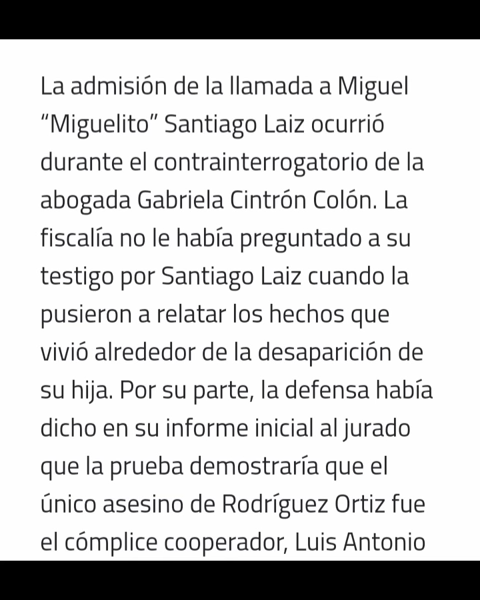 La admisión de la llamada a Miguel
“Miguelito” Santiago Laiz ocurrió
durante el contrainterrogatorio de la
abogada Gabriela Cintrón Colón. La
fiscalía no le había preguntado a su
testigo por Santiago Laiz cuando la
pusieron a relatar los hechos que
vivió alrededor de la desaparición de
su hija. Por su parte, la defensa había
dicho en su informe inicial al jurado
que la prueba demostraría que el
único asesino de Rodríguez Ortiz fue
el cómplice cooperador, Luis Antonio